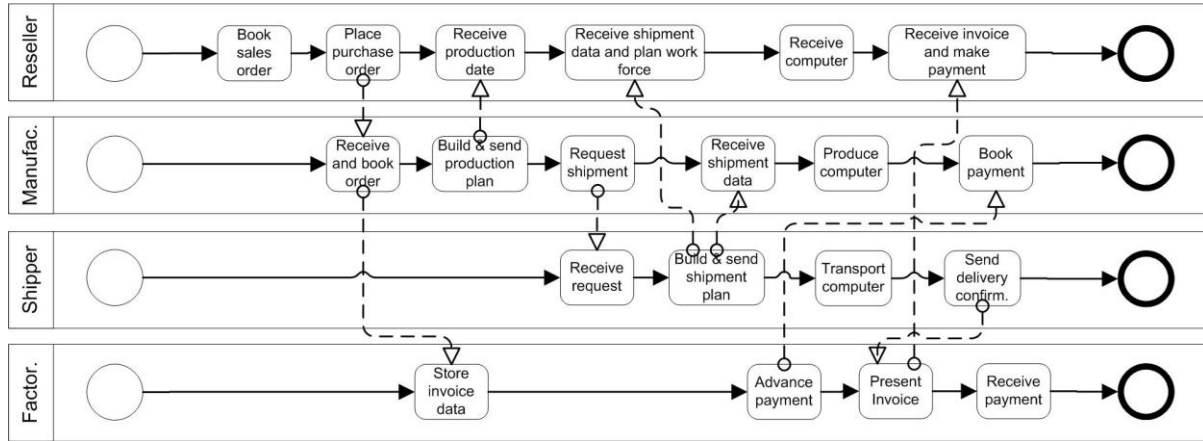 Reseller
Book
sales
order
Place
purchase
order
Receive
production
date
Receive shipment
data and plan work
force
Receive
computer
Receive invoice
and make
payment
Manufac.
Receive
and book
order
Build & send
production
plan
Request
shipment
Receive
shipment
data
Produce
computer
Book
payment
Shipper
Receive
request
Build & send
shipment
plan
Transport
computer
Send
delivery
confirm.
Factor.
Store
invoice
data
Advance
payment
Present
Invoice
Receive
payment